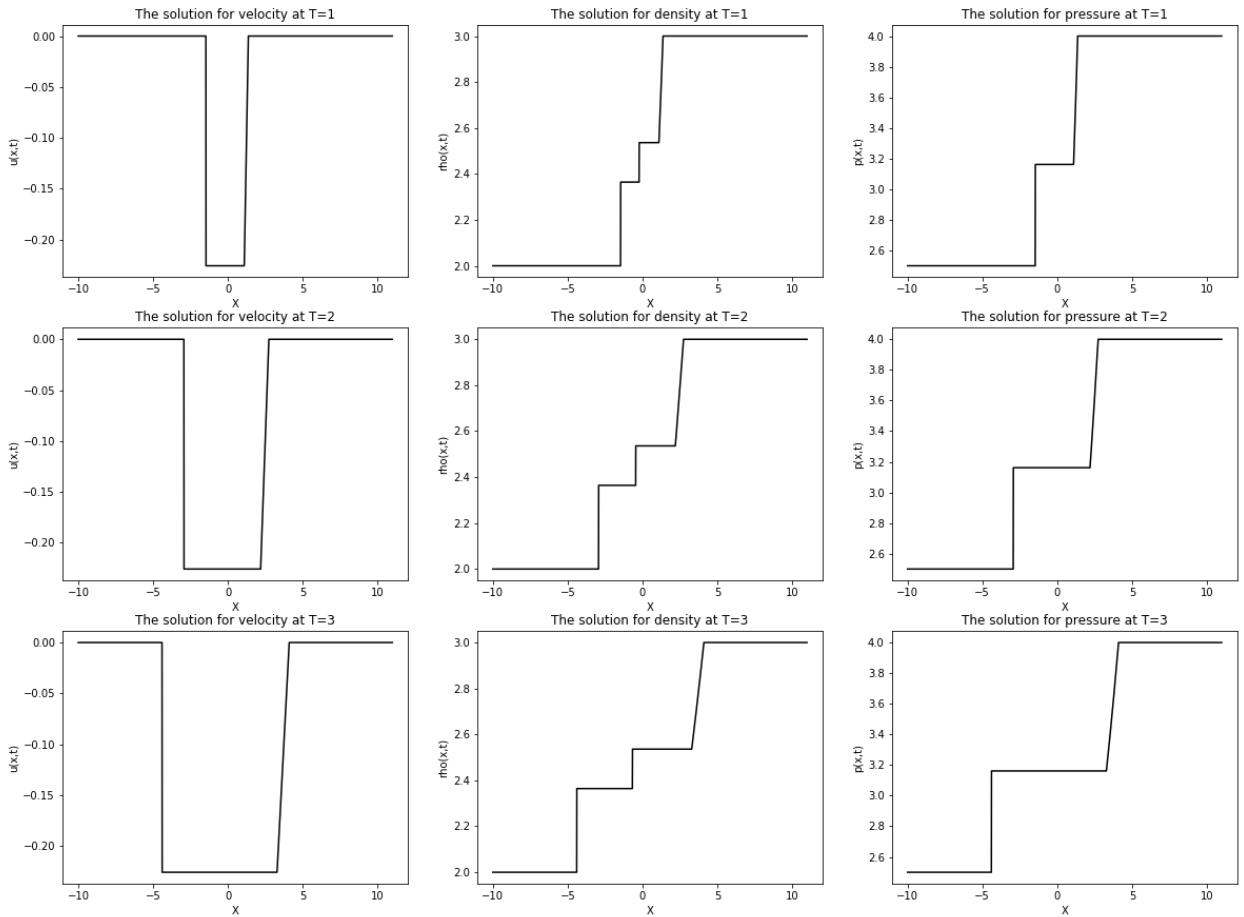 The solution for velocity at T=1
0.00
−0.05
−0.10
−0.15
−0.20
u(x,t)
−10 −5 0 5 10
X
The solution for density at T=1
3.0
2.8
2.6
2.4
2.2
2.0
rho(x,t)
−10 −5 0 5 10
X
The solution for pressure at T=1
4.0
3.8
3.6
3.4
3.2
3.0
2.8
2.6
p(x,t)
−10 −5 0 5 10
X
The solution for velocity at T=2
0.00
−0.05
−0.10
−0.15
−0.20
u(x,t)
−10 −5 0 5 10
X
The solution for density at T=2
3.0
2.8
2.6
2.4
2.2
2.0
rho(x,t)
−10 −5 0 5 10
X
The solution for pressure at T=2
4.0
3.8
3.6
3.4
3.2
3.0
2.8
2.6
p(x,t)
−10 −5 0 5 10
X
The solution for velocity at T=3
0.00
−0.05
−0.10
−0.15
−0.20
u(x,t)
−10 −5 0 5 10
X
The solution for density at T=3
3.0
2.8
2.6
2.4
2.2
2.0
rho(x,t)
−10 −5 0 5 10
X
The solution for pressure at T=3
4.0
3.8
3.6
3.4
3.2
3.0
2.8
2.6
p(x,t)
−10 −5 0 5 10
X